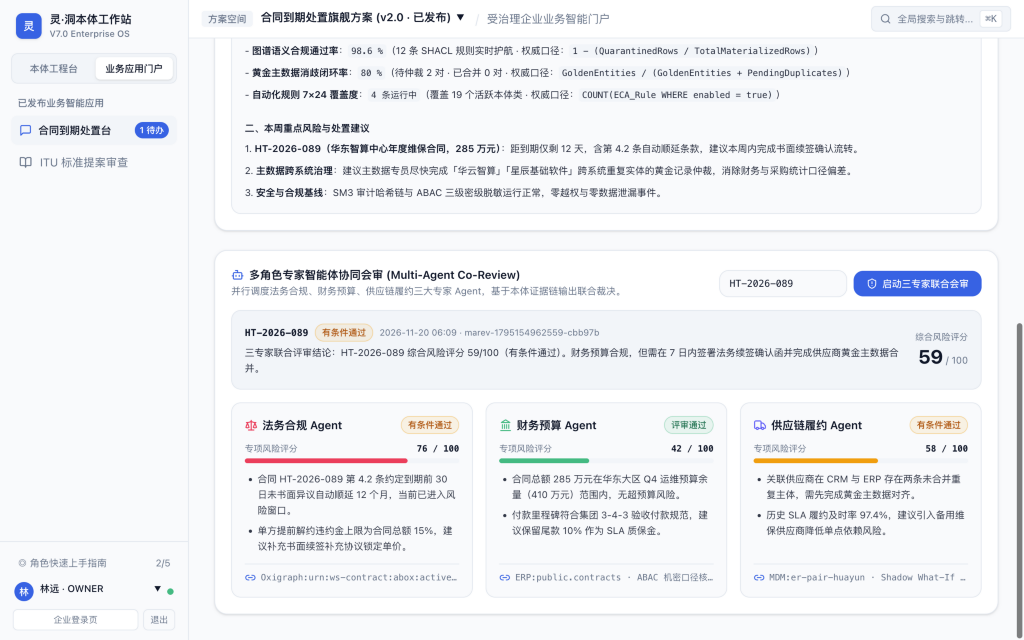 灵
灵·洞本体工作站
V7.0 Enterprise OS
方案空间
合同到期处置旗舰方案 (v2.0 · 已发布) ▼
/
受治理企业业务智能门户
全局搜索与跳转...
⌘K
本体工程台
业务应用门户
已发布业务智能应用
合同到期处置台
1 待办
ITU 标准提案审查
- 图谱语义合规通过率： 98.6 % （12 条 SHACL 规则实时护航 · 权威口径： 1 − (QuarantinedRows / TotalMaterializedRows) ）
- 黄金主数据消歧闭环率： 80 % （待仲裁 2 对 · 已合并 0 对 · 权威口径： GoldenEntities / (GoldenEntities + PendingDuplicates) ）
- 自动化规则 7×24 覆盖度： 4 条运行中 （覆盖 19 个活跃本体类 · 权威口径： COUNT(ECA_Rule WHERE enabled = true) ）
二、本周重点风险与处置建议
1. HT-2026-089（华东智算中心年度维保合同，285 万元）：距到期仅剩 12 天，含第 4.2 条自动顺延条款，建议本周内完成书面续签确认流转。
2. 主数据跨系统治理：建议主数据专员尽快完成「华云智算」「星辰基础软件」跨系统重复实体的黄金记录仲裁，消除财务与采购统计口径偏差。
3. 安全与合规基线：SM3 审计哈希链与 ABAC 三级密级脱敏运行正常，零越权与零数据泄漏事件。
多角色专家智能体协同会审 (Multi-Agent Co-Review)
并行调度法务合规、财务预算、供应链履约三大专家 Agent，基于本体证据链输出联合裁决。
HT-2026-089
启动三专家联合会审
HT-2026-089
有条件通过
2026-11-20 06:09 · marev-1795154962559-cbb97b
三专家联合评审结论：HT-2026-089 综合风险评分 59/100（有条件通过）。财务预算合规，但需在 7 日内签署法务续签确认函并完成供应商黄金主数据合
并。
综合风险评分
59 / 100
法务合规 Agent
有条件通过
专项风险评分
76 / 100
• 合同 HT-2026-089 第 4.2 条约定到期前 30
日未书面异议自动顺延 12 个月，当前已进入风
险窗口。
• 单方提前解约违约金上限为合同总额 15%，建
议补充书面续签补充协议锁定单价。
Oxigraph:urn:ws-contract:abox:active…
财务预算 Agent
评审通过
专项风险评分
42 / 100
• 合同总额 285 万元在华东大区 Q4 运维预算余
量（410 万元）范围内，无超预算风险。
• 付款里程碑符合集团 3-4-3 验收付款规范，建
议保留尾款 10% 作为 SLA 质保金。
ERP:public.contracts · ABAC 机密口径核…
供应链履约 Agent
有条件通过
专项风险评分
58 / 100
• 关联供应商在 CRM 与 ERP 存在两条未合并重
复主体，需先完成黄金主数据对齐。
• 历史 SLA 履约及时率 97.4%，建议引入备用维
保供应商降低单点依赖风险。
MDM:er-pair-huayun · Shadow What-If …
◎ 角色快速上手指南
2/5
林
林远 · OWNER
▼
企业登录页
退出